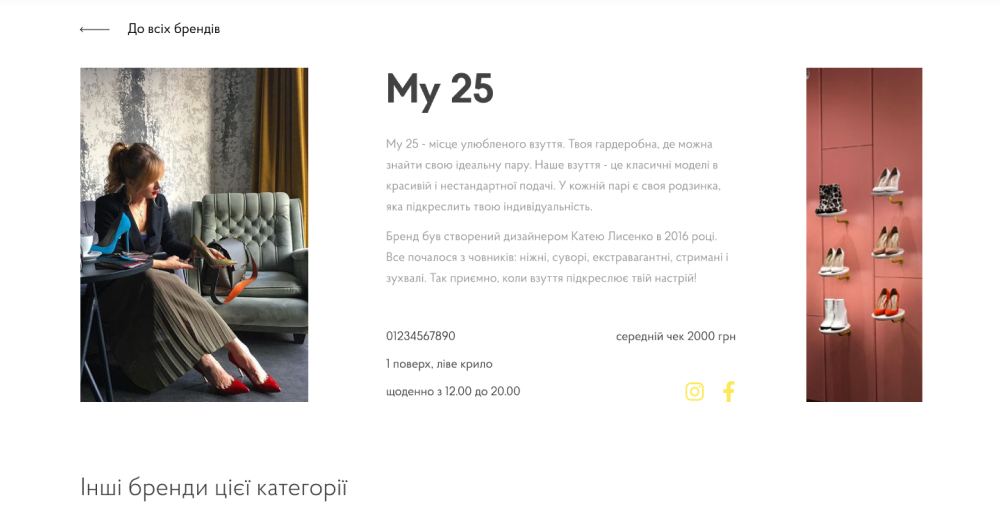 До всіх брендів
My 25
My 25 - місце улюбленого взуття. Твоя гардеробна, де можна
знайти свою ідеальну пару. Наше взуття - це класичні моделі в
красивій і нестандартної подачі. У кожній парі є своя родзинка,
яка підкреслить твою індивідуальність.
Бренд був створений дизайнером Катею Лисенко в 2016 році.
Все почалося з човників: ніжні, суворі, екстравагантні, стримані і
зухвалі. Так приємно, коли взуття підкреслює твій настрій!
01234567890
середній чек 2000 грн
1 поверх, ліве крило
щоденно з 12.00 до 20.00
Інші бренди цієї категорії